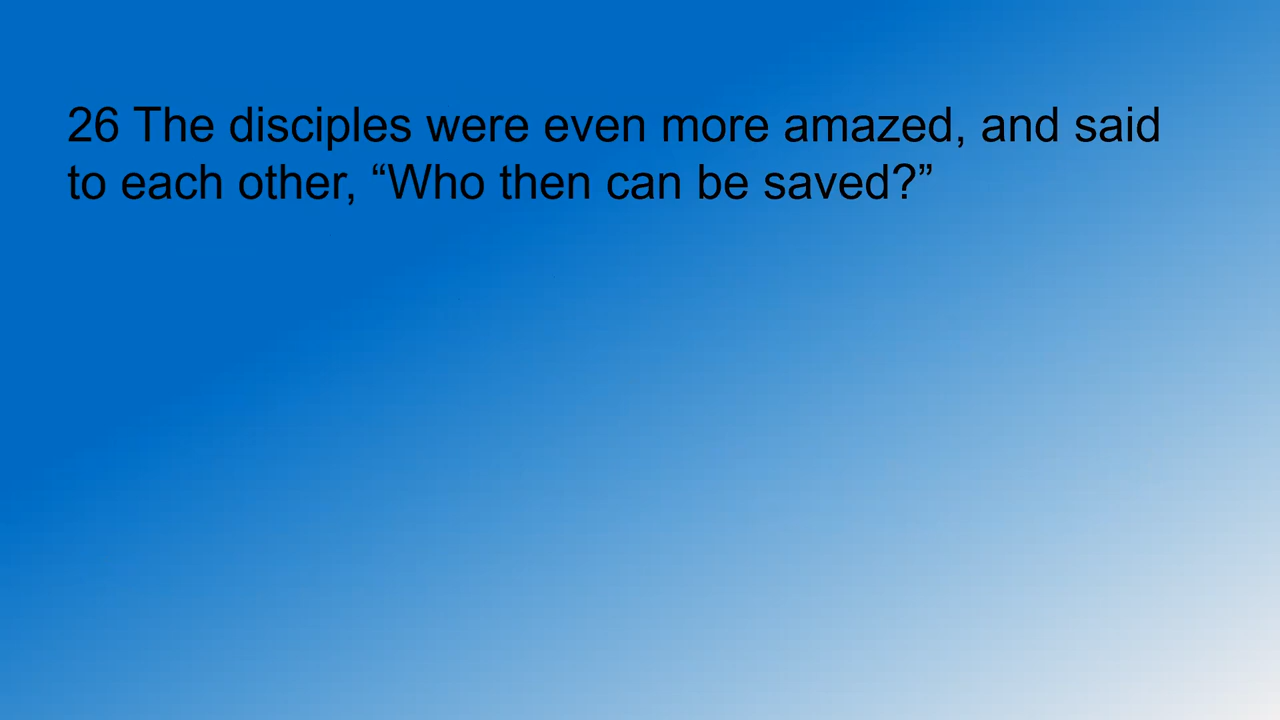 26 The disciples were even more amazed, and said
to each other, “Who then can be saved?”